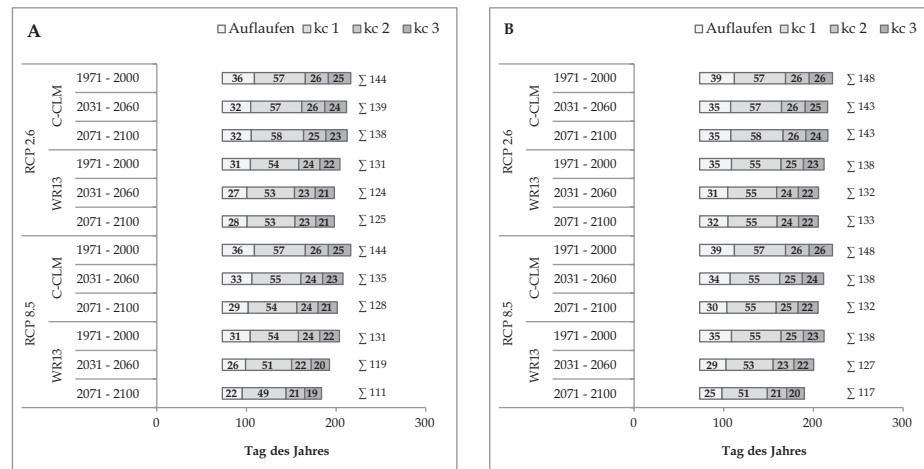 A
Auflaufen kc 1 kc 2 kc 3
RCP 2.6
C-CLM
1971 - 2000 36 57 26 25 ∑ 144
2031 - 2060 32 57 26 24 ∑ 139
2071 - 2100 32 58 25 23 ∑ 138
WR13
1971 - 2000 31 54 24 22 ∑ 131
2031 - 2060 27 53 23 21 ∑ 124
2071 - 2100 28 53 23 21 ∑ 125
RCP 8.5
C-CLM
1971 - 2000 36 57 26 25 ∑ 144
2031 - 2060 33 55 24 23 ∑ 135
2071 - 2100 29 54 24 21 ∑ 128
WR13
1971 - 2000 31 54 24 22 ∑ 131
2031 - 2060 26 51 22 20 ∑ 119
2071 - 2100 22 49 21 19 ∑ 111
0 100 200 300
Tag des Jahres
B
Auflaufen kc 1 kc 2 kc 3
RCP 2.6
C-CLM
1971 - 2000 39 57 26 26 ∑ 148
2031 - 2060 35 57 26 25 ∑ 143
2071 - 2100 35 58 26 24 ∑ 143
WR13
1971 - 2000 35 55 25 23 ∑ 138
2031 - 2060 31 55 24 22 ∑ 132
2071 - 2100 32 55 24 22 ∑ 133
RCP 8.5
C-CLM
1971 - 2000 39 57 26 26 ∑ 148
2031 - 2060 34 55 25 24 ∑ 138
2071 - 2100 30 55 25 22 ∑ 132
WR13
1971 - 2000 35 55 25 23 ∑ 138
2031 - 2060 29 53 23 22 ∑ 127
2071 - 2100 25 51 21 20 ∑ 117
0 100 200 300
Tag des Jahres